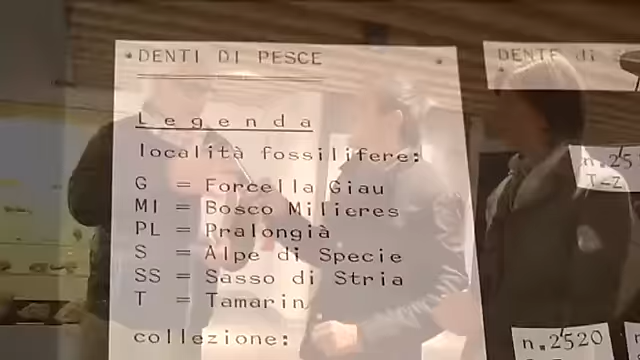 DENTI DI PESCE
Legenda
località fossilifere:
G = Forcella Giau
MI = Bosco Milieres
PL = Pralongià
S = Alpe di Specie
SS = Sasso di Stria
T = Tamarin
collezione:
DENTE di
T-Z
n.2520